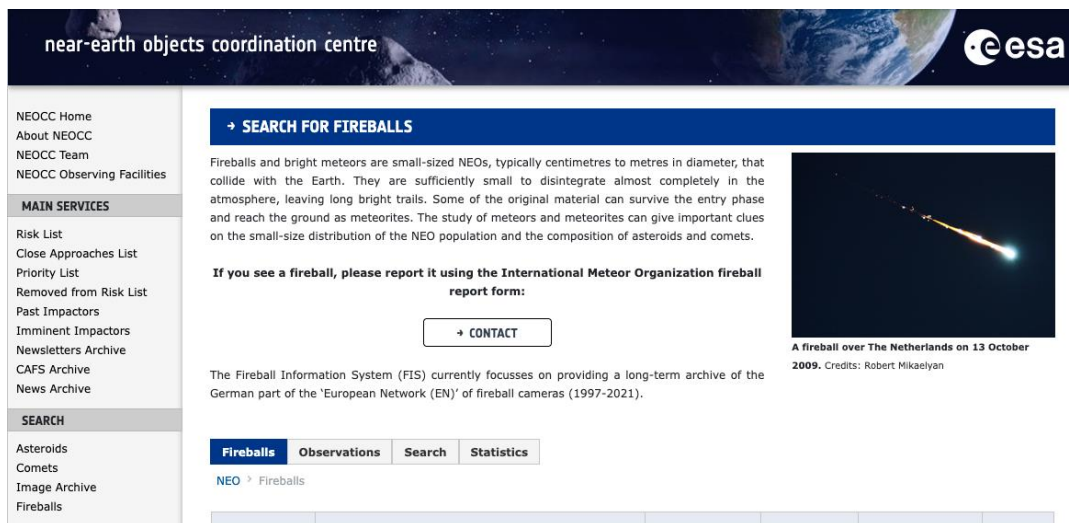 near-earth objects coordination centre
esa
NEOCC Home
About NEOCC
NEOCC Team
NEOCC Observing Facilities
MAIN SERVICES
Risk List
Close Approaches List
Priority List
Removed from Risk List
Past Impactors
Imminent Impactors
Newsletters Archive
CAFS Archive
News Archive
SEARCH
Asteroids
Comets
Image Archive
Fireballs
→ SEARCH FOR FIREBALLS
Fireballs and bright meteors are small-sized NEOs, typically centimetres to metres in diameter, that
collide with the Earth. They are sufficiently small to disintegrate almost completely in the
atmosphere, leaving long bright trails. Some of the original material can survive the entry phase
and reach the ground as meteorites. The study of meteors and meteorites can give important clues
on the small-size distribution of the NEO population and the composition of asteroids and comets.
If you see a fireball, please report it using the International Meteor Organization fireball
report form:
→ CONTACT
The Fireball Information System (FIS) currently focusses on providing a long-term archive of the
German part of the ‘European Network (EN)’ of fireball cameras (1997-2021).
A fireball over The Netherlands on 13 October
2009. Credits: Robert Mikaelyan
Fireballs Observations Search Statistics
NEO > Fireballs